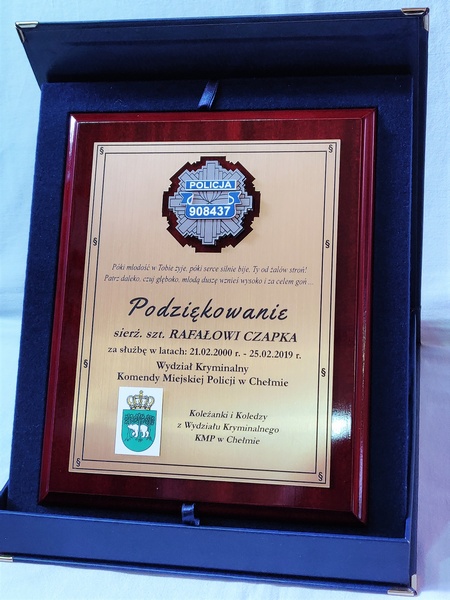 POLICJA
908437
Póki młodość w Tobie żyje, póki serce silnie bije, Ty od żalów stroń!
Patrz daleko, czuj głęboko, młodą duszę wznieś wysoko i za celem goń ...
Podziękowanie
sierż. szt. RAFAŁOWI CZAPKA
za służbę w latach: 21.02.2000 r. - 25.02.2019 r.
Wydział Kryminalny
Komendy Miejskiej Policji w Chełmie
Koleżanki i Koledzy
z Wydziału Kryminalnego
KMP w Chełmie